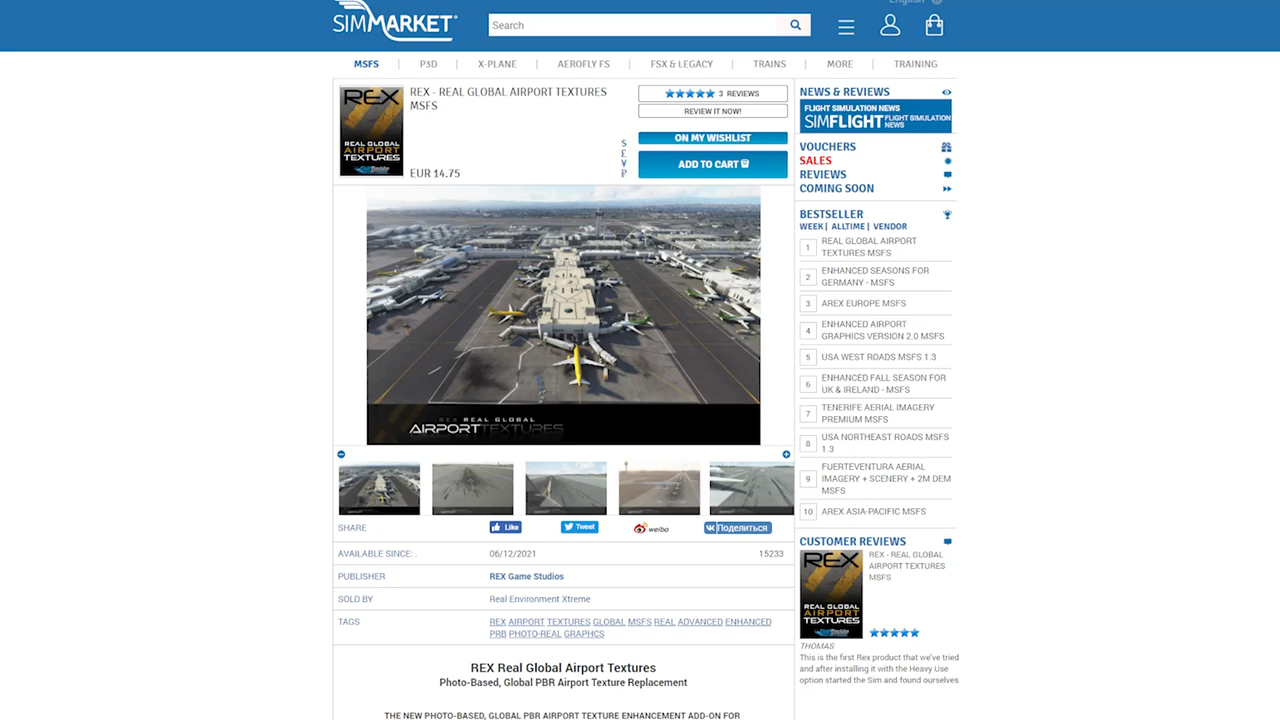 English
SIMMARKET
Search
MSFS | P3D | X-PLANE | AEROFLY FS | FSX & LEGACY | TRAINS | MORE | TRAINING
REX
REAL GLOBAL
AIRPORT
TEXTURES
REX - REAL GLOBAL AIRPORT TEXTURES
MSFS
EUR 14.75
$
£
¥
₽
3 REVIEWS
REVIEW IT NOW!
ON MY WISHLIST
ADD TO CART
REX REAL GLOBAL
AIRPORTTEXTURES
SHARE
Like
Tweet
weibo
Поделиться
AVAILABLE SINCE: . 06/12/2021 15233
PUBLISHER REX Game Studios
SOLD BY Real Environment Xtreme
TAGS REX AIRPORT TEXTURES GLOBAL MSFS REAL ADVANCED ENHANCED
PRB PHOTO-REAL GRAPHCS
REX Real Global Airport Textures
Photo-Based, Global PBR Airport Texture Replacement
THE NEW PHOTO-BASED, GLOBAL PBR AIRPORT TEXTURE ENHANCEMENT ADD-ON FOR
NEWS & REVIEWS
FLIGHT SIMULATION NEWS
SIMFLIGHT FLIGHT SIMULATION
NEWS
VOUCHERS
SALES
REVIEWS
COMING SOON
BESTSELLER
WEEK | ALLTIME | VENDOR
1 REAL GLOBAL AIRPORT
TEXTURES MSFS
2 ENHANCED SEASONS FOR
GERMANY - MSFS
3 AREX EUROPE MSFS
4 ENHANCED AIRPORT
GRAPHICS VERSION 2.0 MSFS
5 USA WEST ROADS MSFS 1.3
6 ENHANCED FALL SEASON FOR
UK & IRELAND - MSFS
7 TENERIFE AERIAL IMAGERY
PREMIUM MSFS
8 USA NORTHEAST ROADS MSFS
1.3
9 FUERTEVENTURA AERIAL
IMAGERY + SCENERY + 2M DEM
MSFS
10 AREX ASIA-PACIFIC MSFS
CUSTOMER REVIEWS
REX
REAL GLOBAL
AIRPORT
TEXTURES
REX - REAL GLOBAL
AIRPORT TEXTURES
MSFS
THOMAS
This is the first Rex product that we've tried
and after installing it with the Heavy Use
option started the Sim and found ourselves